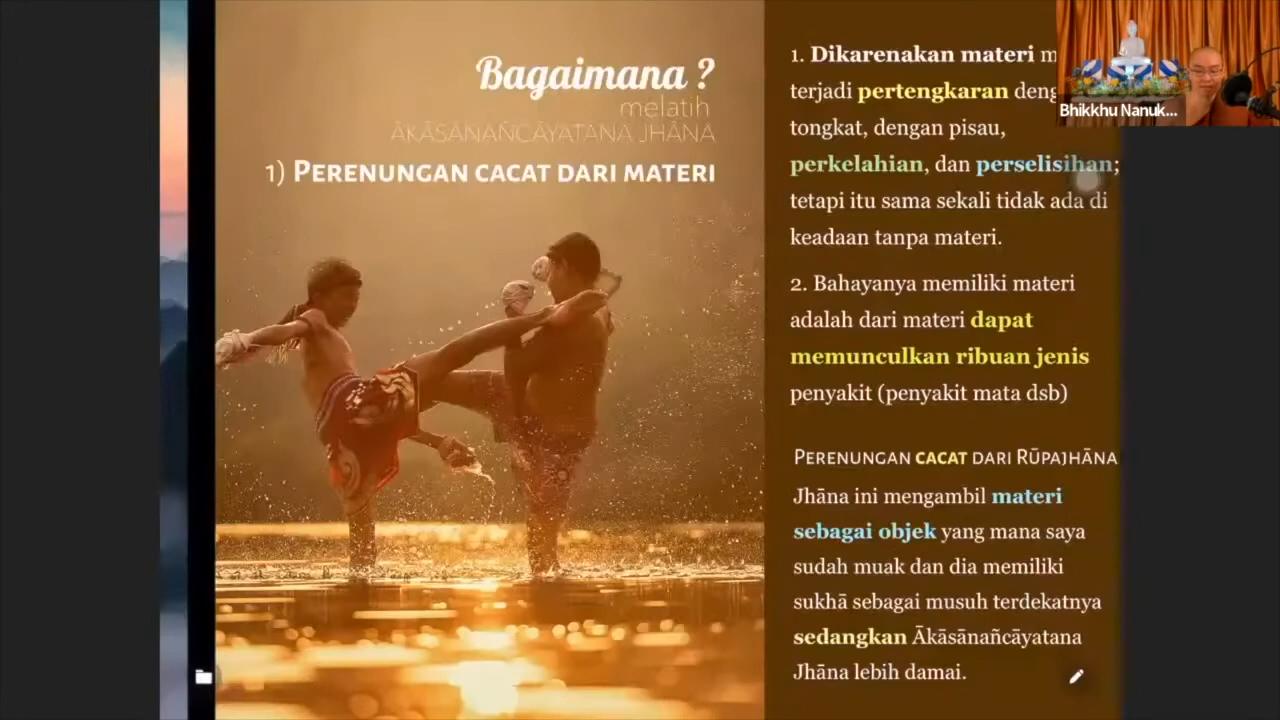 Bagaimana ?
melatih
ĀKĀSĀNAÑCĀYATANA JHĀNA
1) PERENUNGAN CACAT DARI MATERI
1. Dikarenakan materi
terjadi pertengkaran
tongkat, dengan pisau,
perkelahian, dan perselisihan;
tetapi itu sama sekali tidak ada di
keadaan tanpa materi.
2. Bahayanya memiliki materi
adalah dari materi dapat
memunculkan ribuan jenis
penyakit (penyakit mata dsb)
PERENUNGAN CACAT DARI RŪPAJHĀNA
Jhāna ini mengambil materi
sebagai objek yang mana saya
sudah muak dan dia memiliki
sukhā sebagai musuh terdekatnya
sedangkan Ākāsānañcāyatana
Jhāna lebih damai.
Bhikkhu Nanuk...